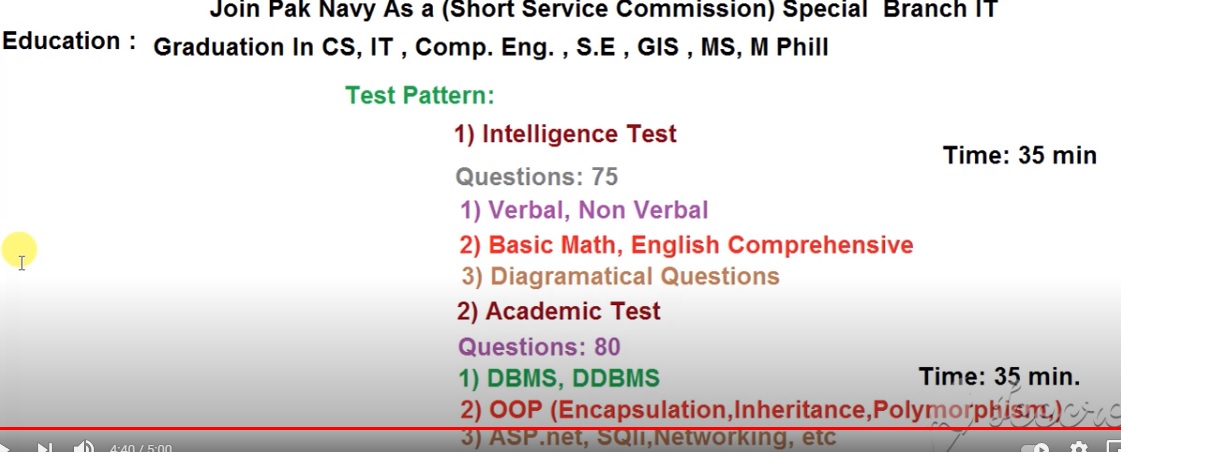 Join Pak Navy As a (Short Service Commission) Special Branch IT
Education : Graduation In CS, IT , Comp. Eng. , S.E , GIS , MS, M Phill
Test Pattern:
1) Intelligence Test
Time: 35 min
Questions: 75
1) Verbal, Non Verbal
2) Basic Math, English Comprehensive
3) Diagramatical Questions
2) Academic Test
Questions: 80
1) DBMS, DDBMS
Time: 35 min.
2) OOP (Encapsulation,Inheritance,Polymorphism,)
3) ASP.net, SQli,Networking, etc
4:40 / 5:00